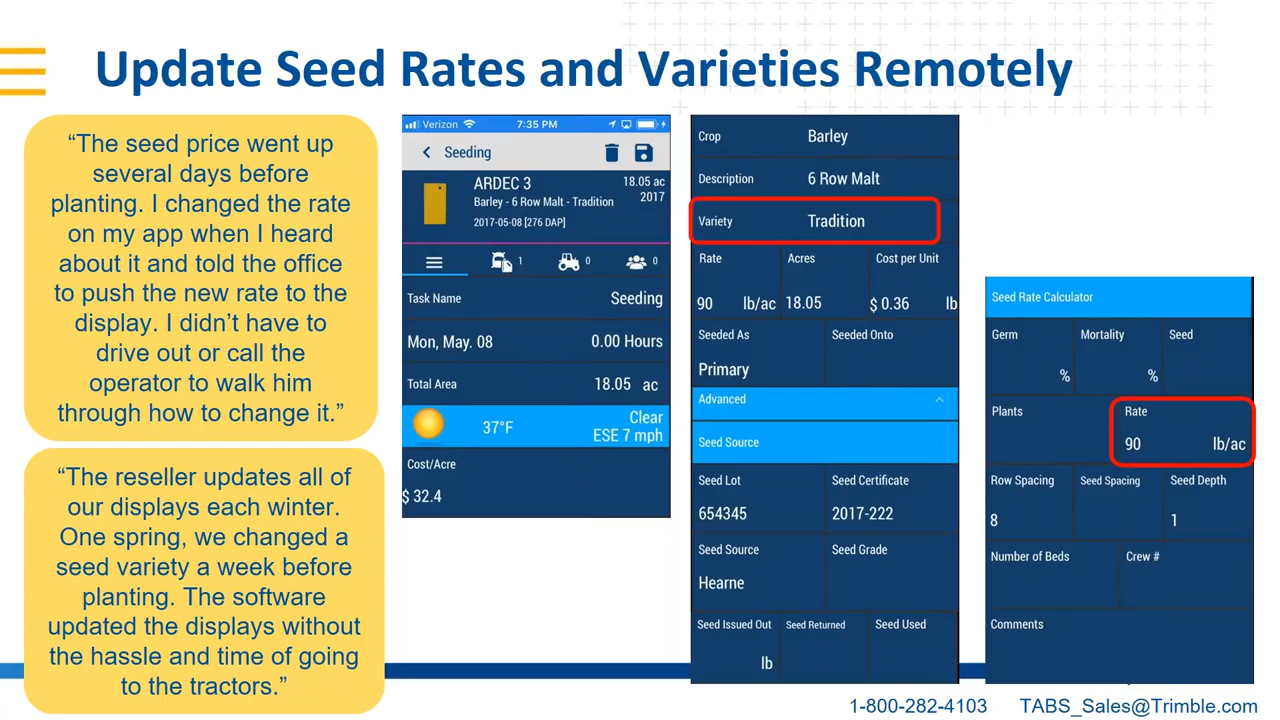 Update Seed Rates and Varieties Remotely
“The seed price went up
several days before
planting. I changed the rate
on my app when I heard
about it and told the office
to push the new rate to the
display. I didn’t have to
drive out or call the
operator to walk him
through how to change it.”
“The reseller updates all of
our displays each winter.
One spring, we changed a
seed variety a week before
planting. The software
updated the displays without
the hassle and time of going
to the tractors.”
Verizon 7:35 PM
Seeding
ARDEC 3 18.05 ac
Barley - 6 Row Malt - Tradition 2017
2017-05-08 [276 DAP]
1 0 0
Task Name Seeding
Mon, May. 08 0.00 Hours
Total Area 18.05 ac
37°F Clear
ESE 7 mph
Cost/Acre
$ 32.4
Crop Barley
Description 6 Row Malt
Variety Tradition
Rate Acres Cost per Unit
90 lb/ac 18.05 $ 0.36 lb
Seeded As Seeded Onto
Primary
Advanced
Seed Source
Seed Lot Seed Certificate
654345 2017-222
Seed Source Seed Grade
Hearne
Seed Issued Out Seed Returned Seed Used
lb
Seed Rate Calculator
Germ Mortality Seed
% %
Plants Rate
90 lb/ac
Row Spacing Seed Spacing Seed Depth
8 1
Number of Beds Crew #
Comments
1-800-282-4103 TABS_Sales@Trimble.com